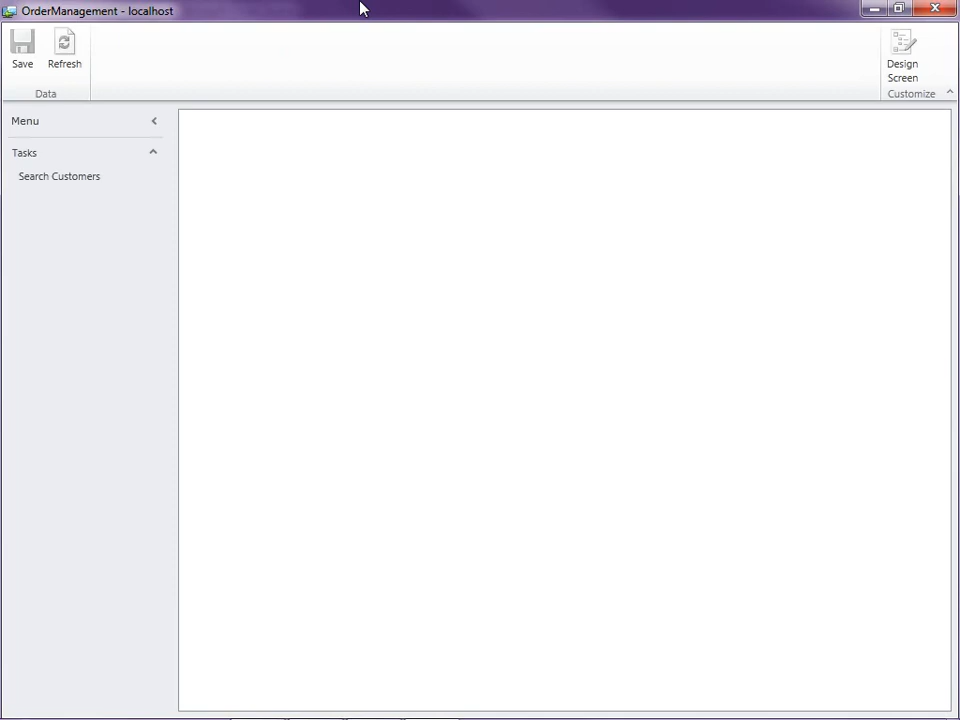 OrderManagement - localhost
Save
Refresh
Data
Design
Screen
Customize
Menu
Tasks
Search Customers